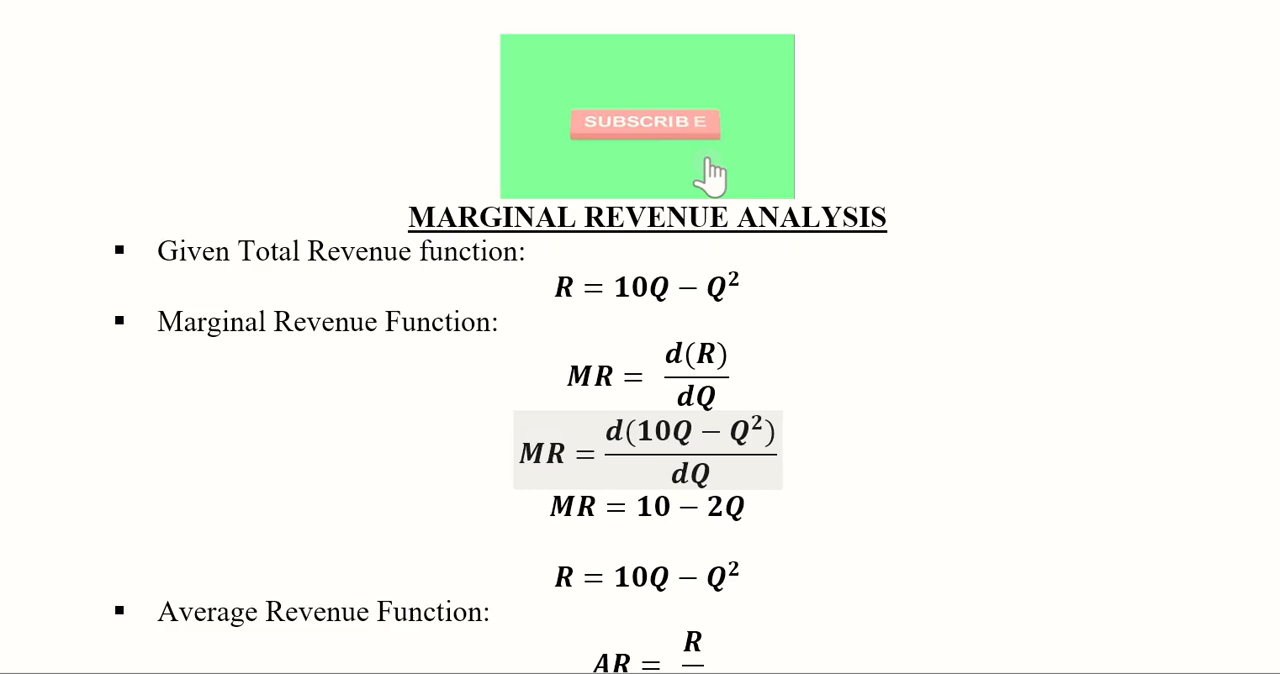 SUBSCRIBE
MARGINAL REVENUE ANALYSIS
▪ Given Total Revenue function:
R = 10Q − Q²
▪ Marginal Revenue Function:
MR = d(R)/dQ
MR = d(10Q − Q²)/dQ
MR = 10 − 2Q
R = 10Q − Q²
▪ Average Revenue Function:
AR = R